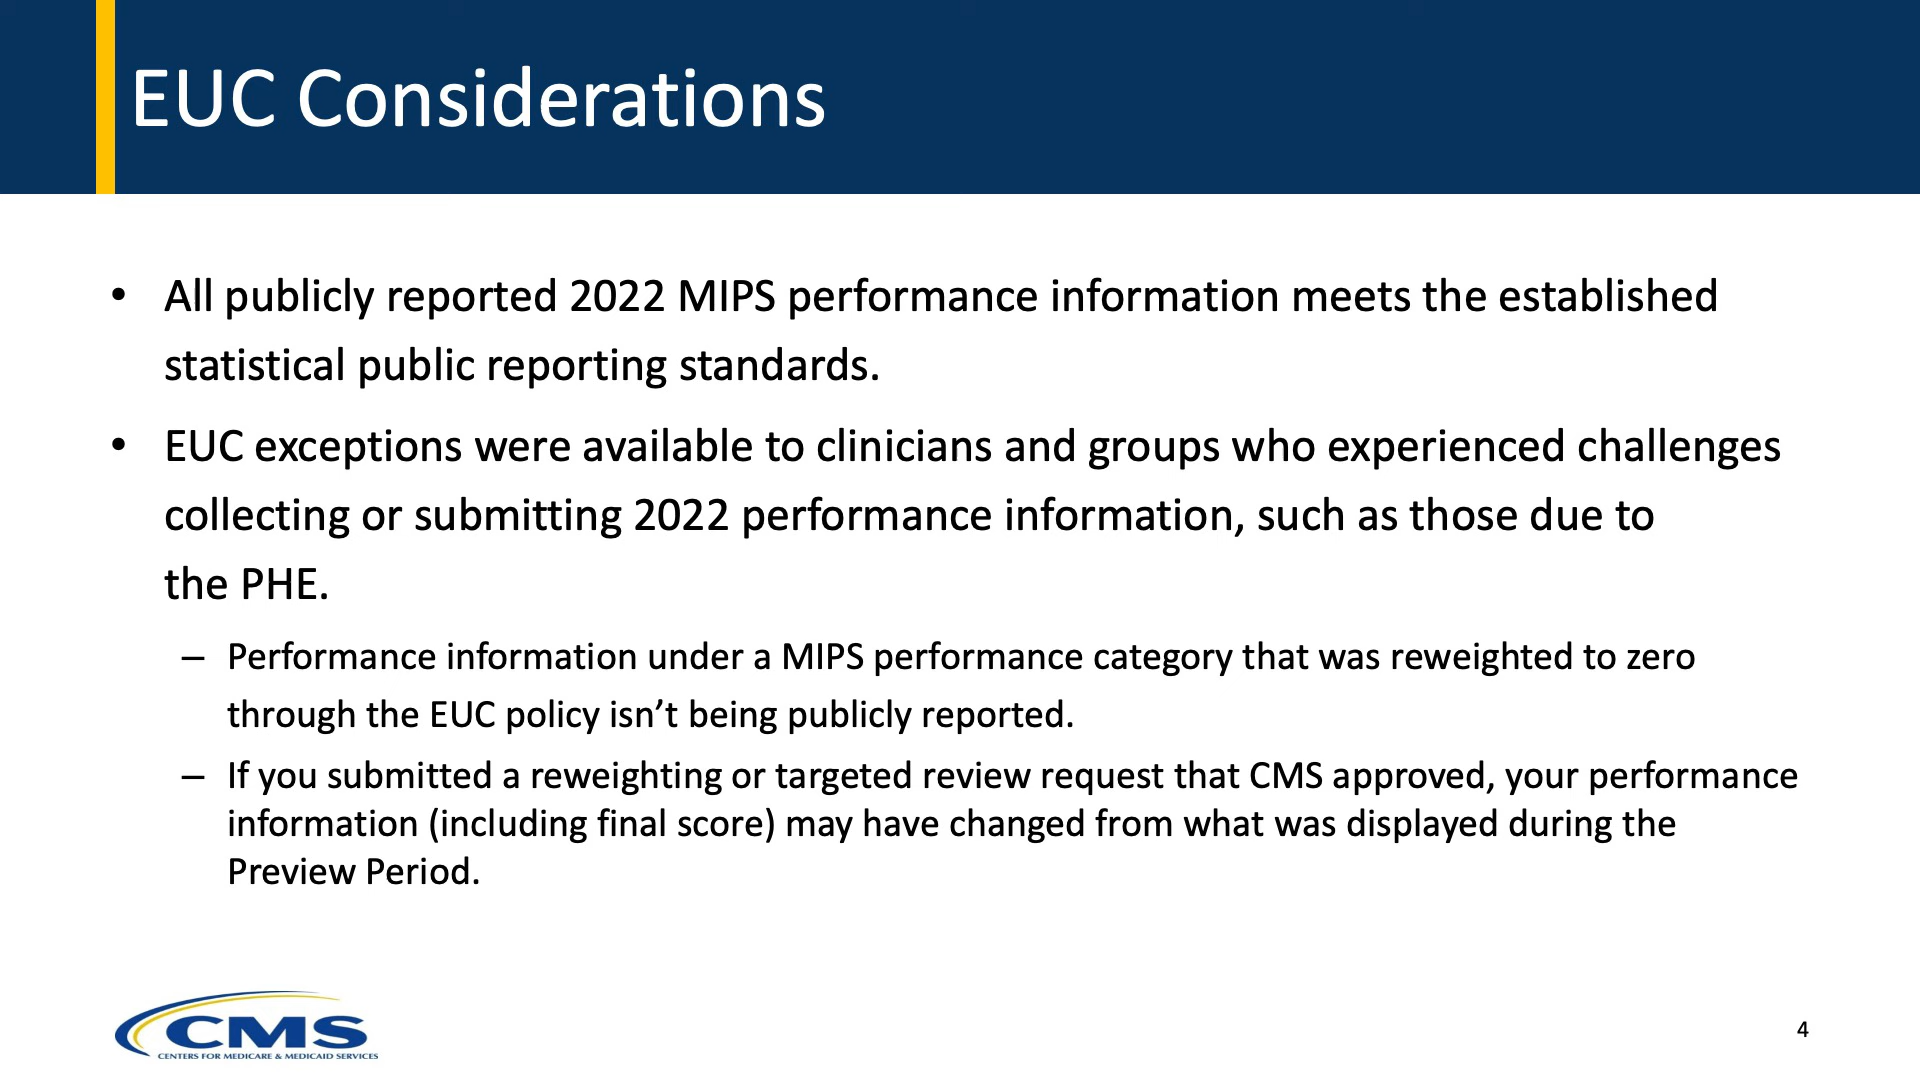 EUC Considerations
• All publicly reported 2022 MIPS performance information meets the established
statistical public reporting standards.
• EUC exceptions were available to clinicians and groups who experienced challenges
collecting or submitting 2022 performance information, such as those due to
the PHE.
– Performance information under a MIPS performance category that was reweighted to zero
through the EUC policy isn’t being publicly reported.
– If you submitted a reweighting or targeted review request that CMS approved, your performance
information (including final score) may have changed from what was displayed during the
Preview Period.
CMS
CENTERS FOR MEDICARE & MEDICAID SERVICES
4